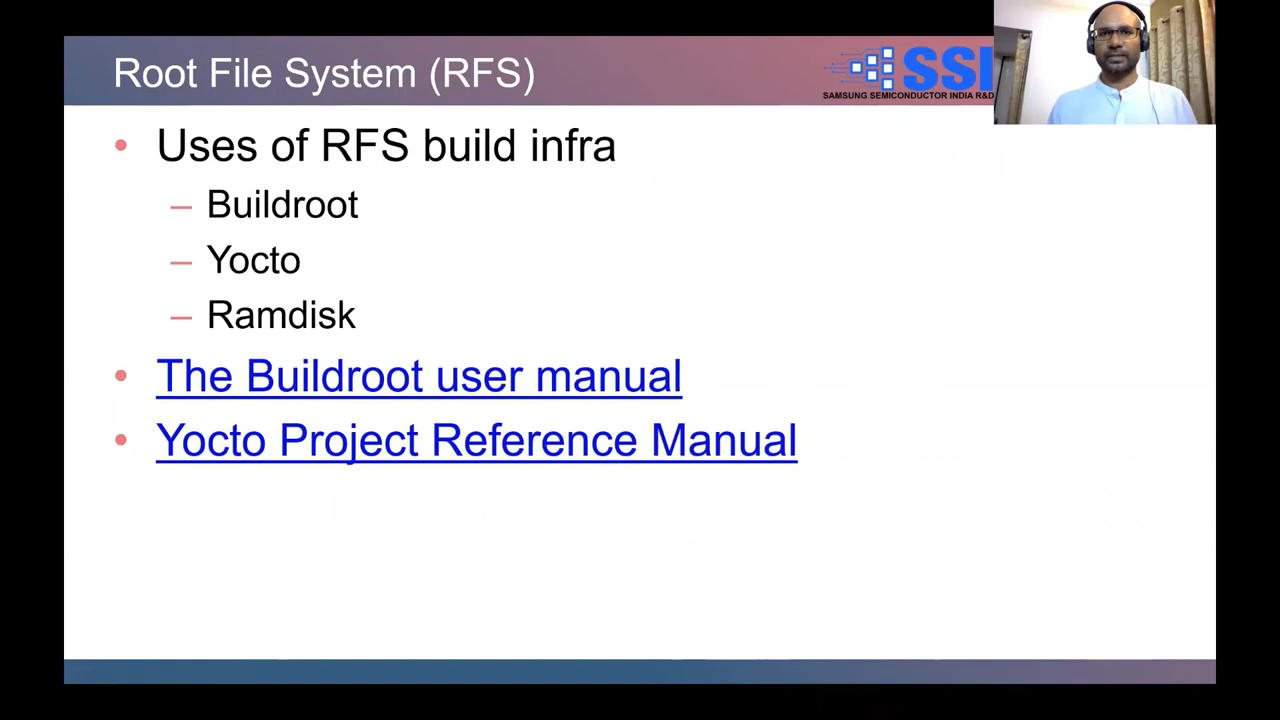 Root File System (RFS)
SSI
SAMSUNG SEMICONDUCTOR INDIA R&D
• Uses of RFS build infra
– Buildroot
– Yocto
– Ramdisk
• The Buildroot user manual
• Yocto Project Reference Manual